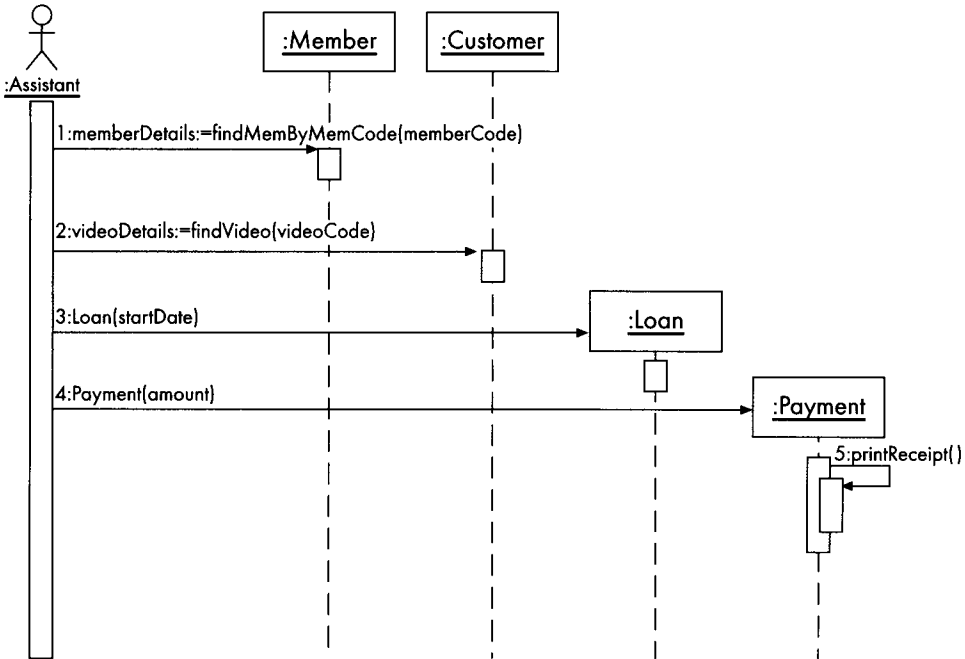 :Member
:Customer
:Assistant
1:memberDetails:=findMemByMemCode(memberCode)
2:videoDetails:=findVideo(videoCode)
3:Loan(startDate)
:Loan
4:Payment(amount)
:Payment
5:printReceipt()